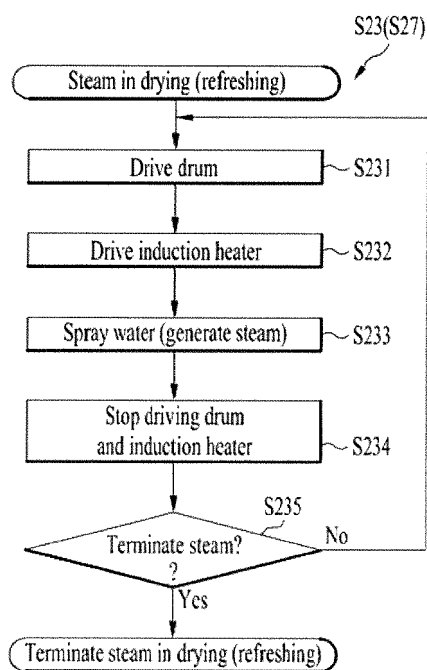 S23(S27)
Steam in drying (refreshing)
Drive drum
S231
Drive induction heater
S232
Spray water (generate steam)
S233
Stop driving drum
and induction heater
S234
S235
Terminate steam?
?
No
Yes
Terminate steam in drying (refreshing)